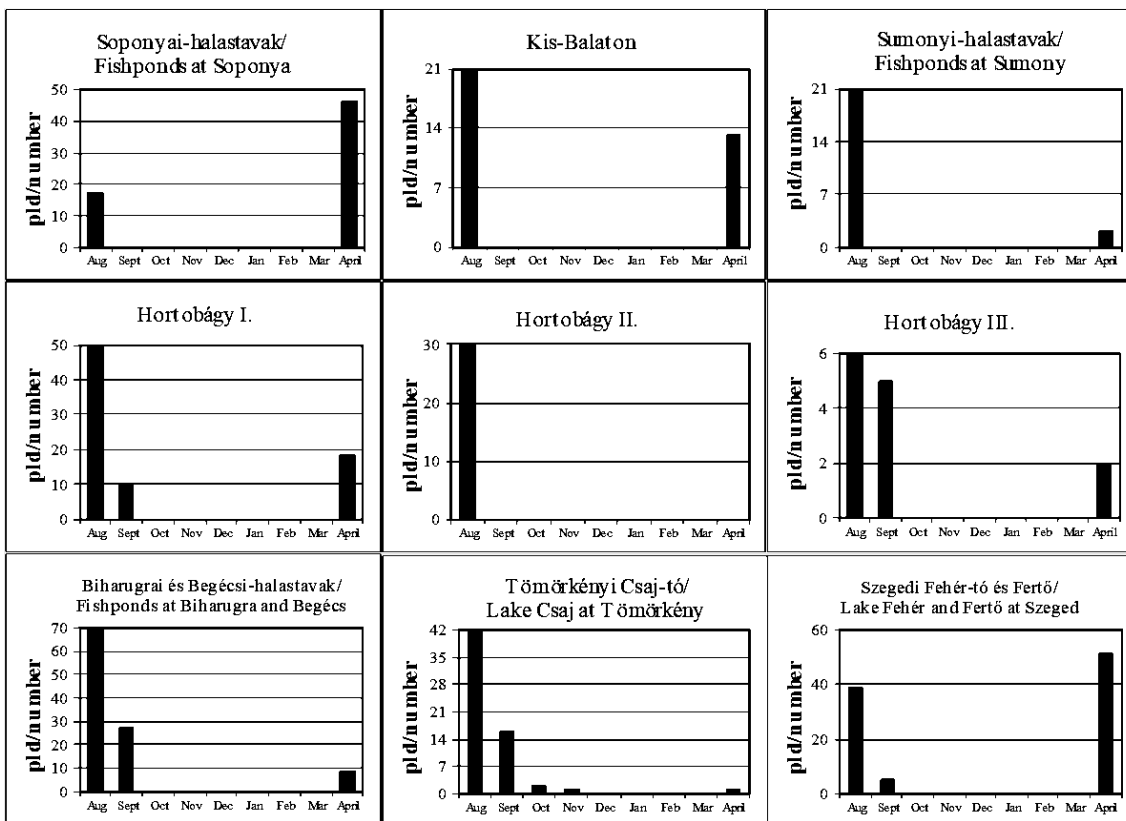 Soponyai-halastavak/
Fishponds at Soponya
pld/number
50
40
30
20
10
0
Aug Sept Oct Nov Dec Jan Feb Mar April
Kis-Balaton
pld/number
21
14
7
0
Aug Sept Oct Nov Dec Jan Feb Mar April
Sumonyi-halastavak/
Fishponds at Sumony
pld/number
21
14
7
0
Aug Sept Oct Nov Dec Jan Feb Mar April
Hortobágy I.
pld/number
50
40
30
20
10
0
Aug Sept Oct Nov Dec Jan Feb Mar April
Hortobágy II.
pld/number
30
20
10
0
Aug Sept Oct Nov Dec Jan Feb Mar April
Hortobágy III.
pld/number
6
4
2
0
Aug Sept Oct Nov Dec Jan Feb Mar April
Biharugrai és Begécsi-halastavak/
Fishponds at Biharugra and Begécs
pld/number
70
60
50
40
30
20
10
0
Aug Sept Oct Nov Dec Jan Feb Mar April
Tömörkényi Csaj-tó/
Lake Csaj at Tömörkény
pld/number
42
35
28
21
14
7
0
Aug Sept Oct Nov Dec Jan Feb Mar April
Szegedi Fehér-tó és Fertő/
Lake Fehér and Fertő at Szeged
pld/number
60
40
20
0
Aug Sept Oct Nov Dec Jan Feb Mar April